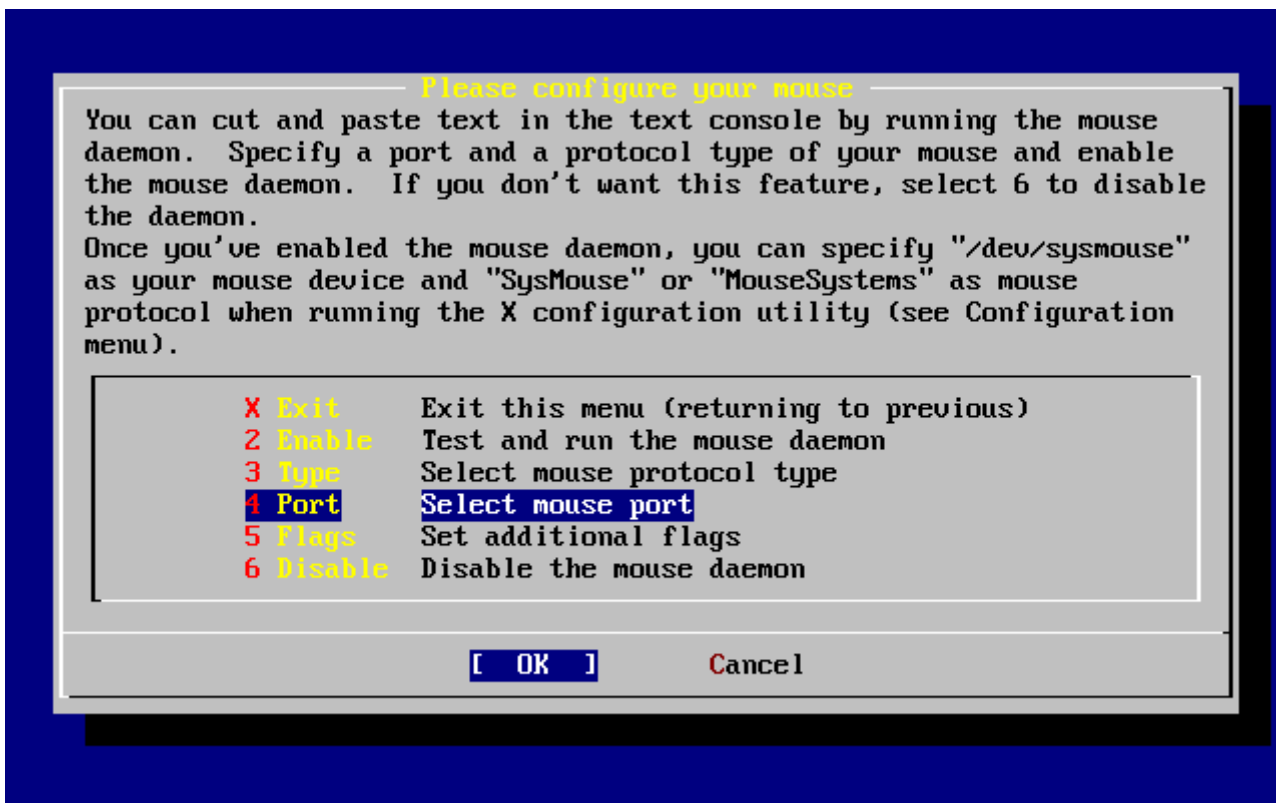 Please configure your mouse
You can cut and paste text in the text console by running the mouse
daemon.  Specify a port and a protocol type of your mouse and enable
the mouse daemon.  If you don't want this feature, select 6 to disable
the daemon.
Once you've enabled the mouse daemon, you can specify "/dev/sysmouse"
as your mouse device and "SysMouse" or "MouseSystems" as mouse
protocol when running the X configuration utility (see Configuration
menu).
X Exit     Exit this menu (returning to previous)
2 Enable   Test and run the mouse daemon
3 Type     Select mouse protocol type
4 Port     Select mouse port
5 Flags    Set additional flags
6 Disable  Disable the mouse daemon
[  OK  ]       Cancel